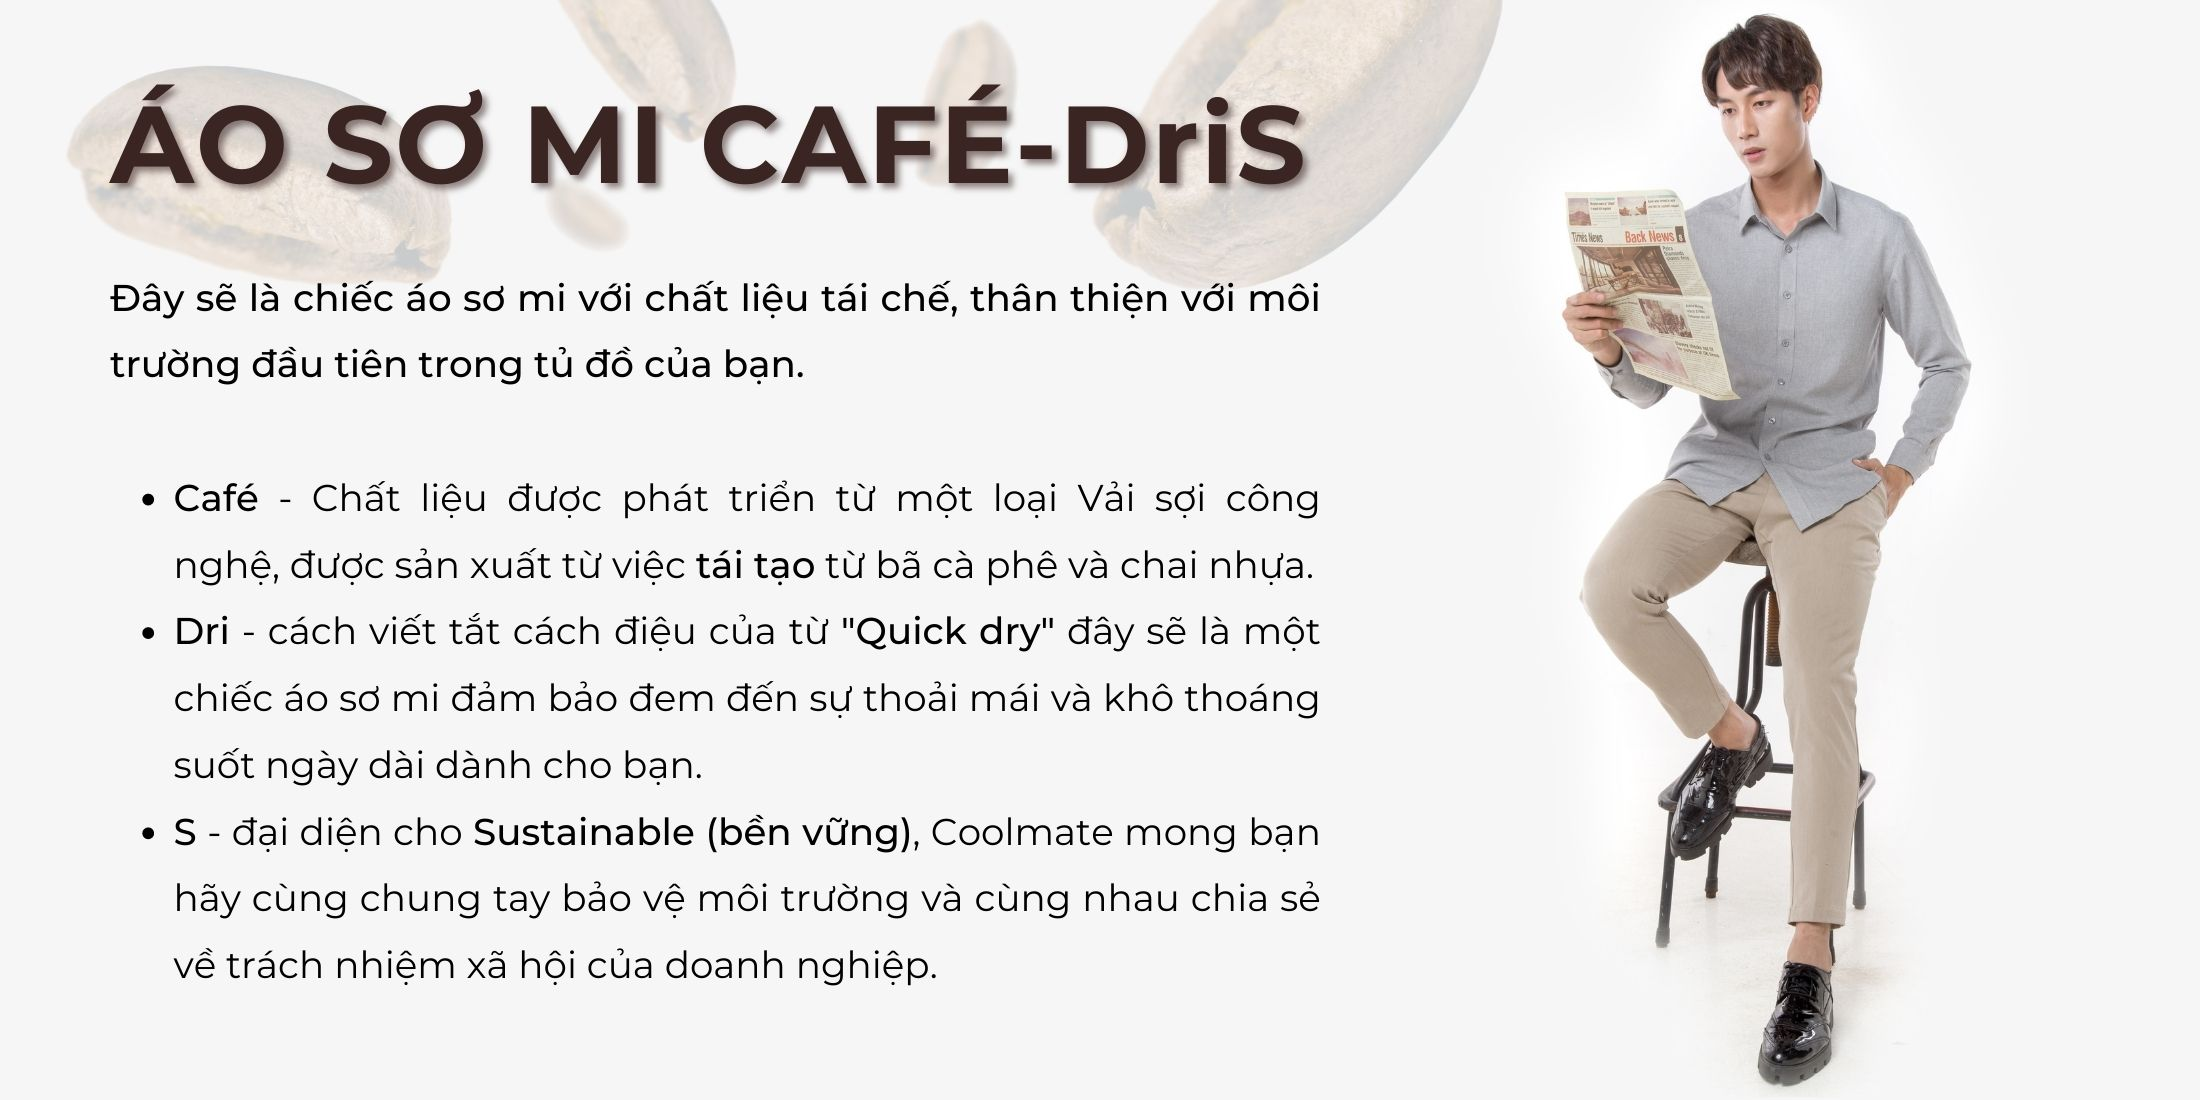 ÁO SƠ MI CAFÉ-DriS
Đây sẽ là chiếc áo sơ mi với chất liệu tái chế, thân thiện với môi
trường đầu tiên trong tủ đồ của bạn.
• Café - Chất liệu được phát triển từ một loại Vải sợi công
nghệ, được sản xuất từ việc tái tạo từ bã cà phê và chai nhựa.
• Dri - cách viết tắt cách điệu của từ "Quick dry" đây sẽ là một
chiếc áo sơ mi đảm bảo đem đến sự thoải mái và khô thoáng
suốt ngày dài dành cho bạn.
• S - đại diện cho Sustainable (bền vững), Coolmate mong bạn
hãy cùng chung tay bảo vệ môi trường và cùng nhau chia sẻ
về trách nhiệm xã hội của doanh nghiệp.
Times News Back News